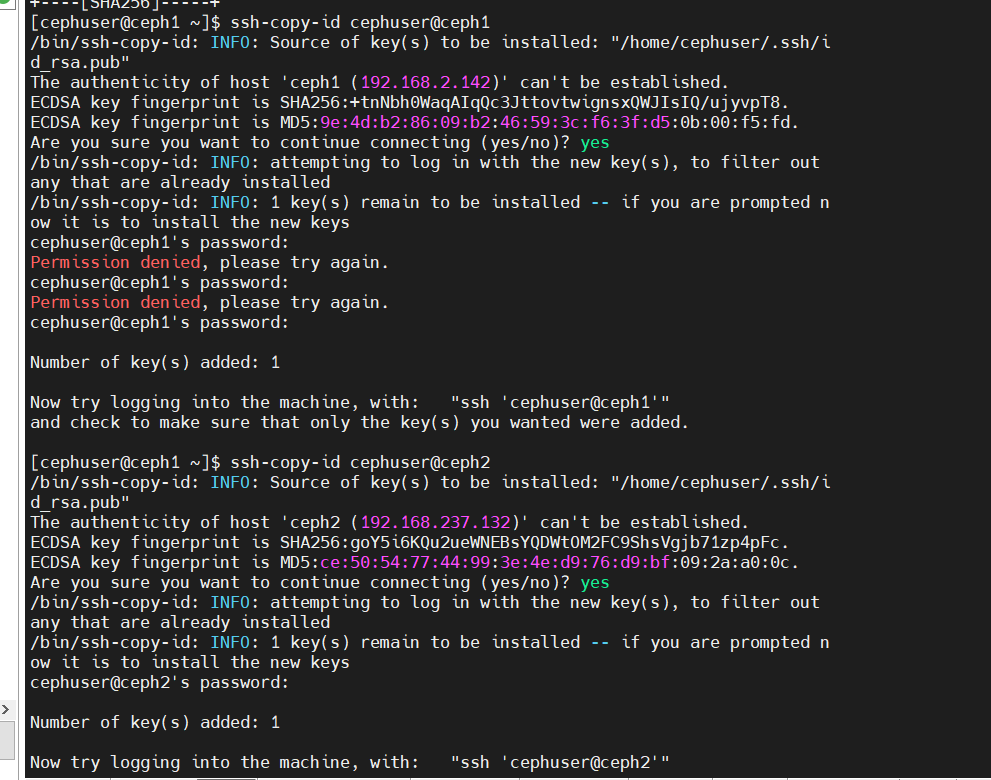 +----[SHA256]-----+
[cephuser@ceph1 ~]$ ssh-copy-id cephuser@ceph1
/bin/ssh-copy-id: INFO: Source of key(s) to be installed: "/home/cephuser/.ssh/i
d_rsa.pub"
The authenticity of host 'ceph1 (192.168.2.142)' can't be established.
ECDSA key fingerprint is SHA256:+tnNbh0WaqAIqQc3JttovtwignsxQWJIsIQ/ujyvpT8.
ECDSA key fingerprint is MD5:9e:4d:b2:86:09:b2:46:59:3c:f6:3f:d5:0b:00:f5:fd.
Are you sure you want to continue connecting (yes/no)? yes
/bin/ssh-copy-id: INFO: attempting to log in with the new key(s), to filter out
any that are already installed
/bin/ssh-copy-id: INFO: 1 key(s) remain to be installed -- if you are prompted n
ow it is to install the new keys
cephuser@ceph1's password:
Permission denied, please try again.
cephuser@ceph1's password:
Permission denied, please try again.
cephuser@ceph1's password:
Number of key(s) added: 1
Now try logging into the machine, with:   "ssh 'cephuser@ceph1'"
and check to make sure that only the key(s) you wanted were added.
[cephuser@ceph1 ~]$ ssh-copy-id cephuser@ceph2
/bin/ssh-copy-id: INFO: Source of key(s) to be installed: "/home/cephuser/.ssh/i
d_rsa.pub"
The authenticity of host 'ceph2 (192.168.237.132)' can't be established.
ECDSA key fingerprint is SHA256:goY5i6KQu2ueWNEBsYQDWtOM2FC9ShsVgjb71zp4pFc.
ECDSA key fingerprint is MD5:ce:50:54:77:44:99:3e:4e:d9:76:d9:bf:09:2a:a0:0c.
Are you sure you want to continue connecting (yes/no)? yes
/bin/ssh-copy-id: INFO: attempting to log in with the new key(s), to filter out
any that are already installed
/bin/ssh-copy-id: INFO: 1 key(s) remain to be installed -- if you are prompted n
ow it is to install the new keys
cephuser@ceph2's password:
Number of key(s) added: 1
Now try logging into the machine, with:   "ssh 'cephuser@ceph2'"